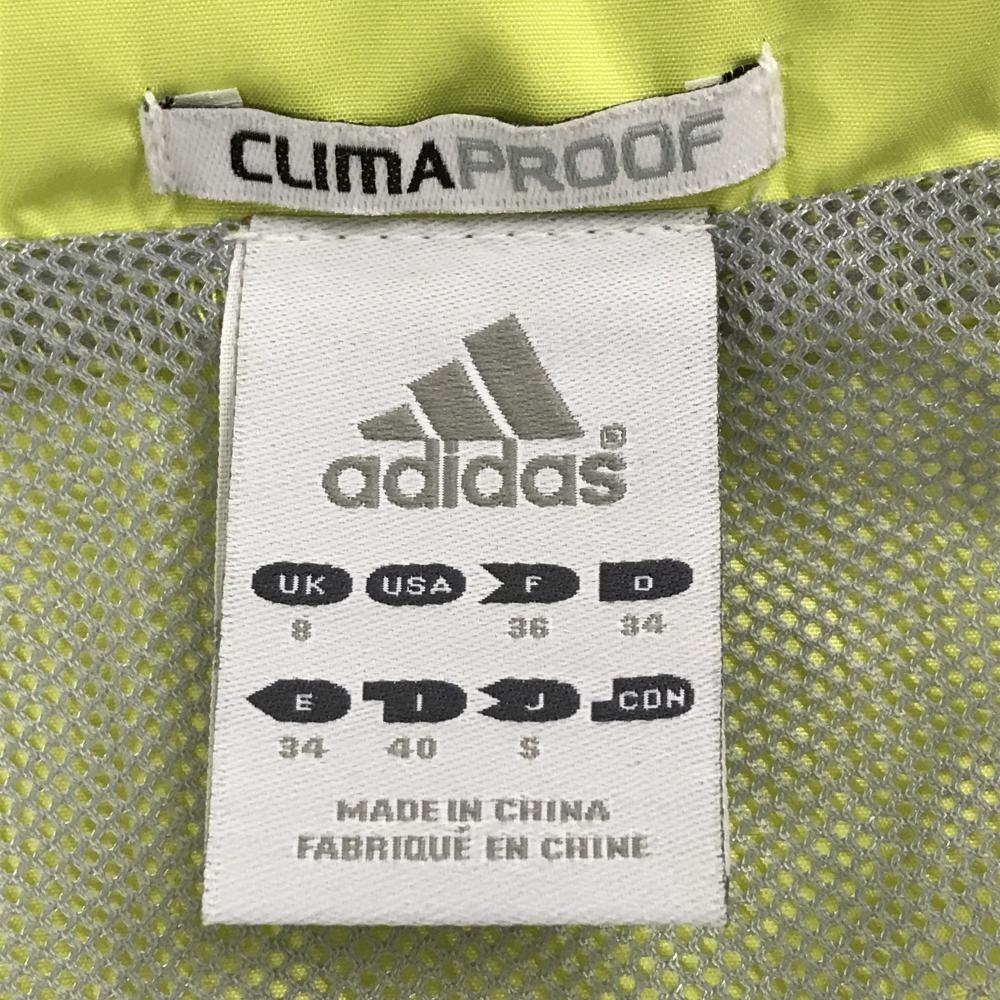 CLIMAPROOF
adidas®
UK USA F D
8 36 34
E I J CDN
34 40 S
MADE IN CHINA
FABRIQUÉ EN CHINE